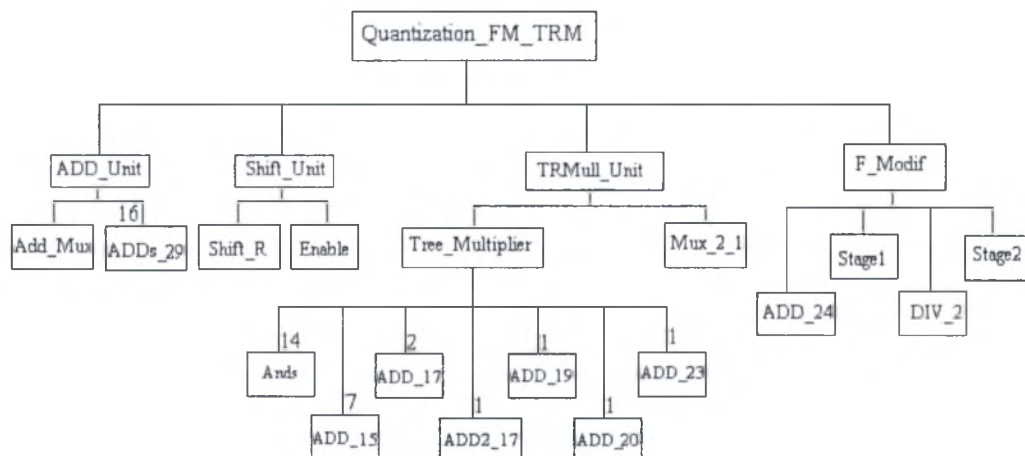 Quantization_FM_TRM
ADD_Unit
Shift_Unit
TRMull_Unit
F_Modif
16
Add_Mux
ADDs_29
Shift_R
Enable
Tree_Multiplier
Mux_2_1
Stage1
Stage2
ADD_24
DIV_2
14
2
1
1
Ands
ADD_17
ADD_19
ADD_23
7
1
1
ADD_15
ADD2_17
ADD_20